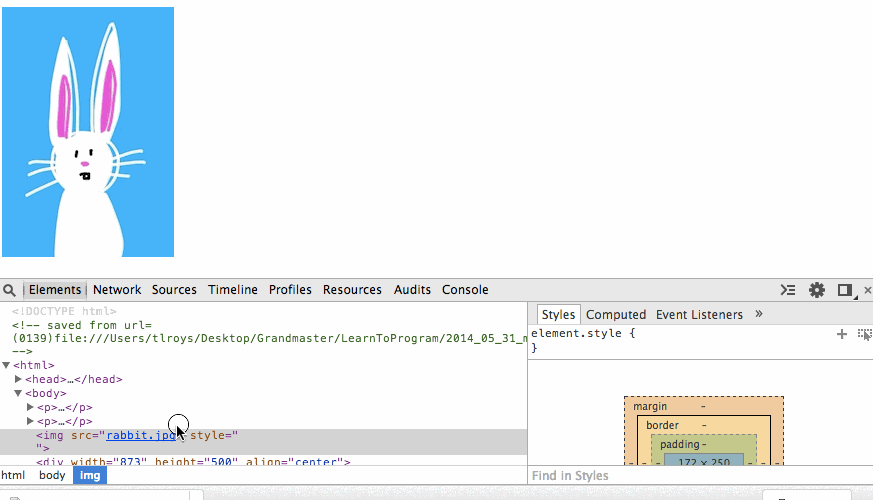 Elements Network Sources Timeline Profiles Resources Audits Console
<!DOCTYPE html>
<!-- saved from url=
(0139)file:///Users/tlroys/Desktop/Grandmaster/LearnToProgram/2014_05_31_m
-->
▼<html>
▶<head>…</head>
▼<body>
▶<p>…</p>
▶<p>…</p>
<img src="rabbit.jpg" style="
">
<div width="873" height="500" align="center">
html body img
Styles Computed Event Listeners »
element.style {
}
margin -
border -
padding -
- - 172 × 250 - -
Find in Styles